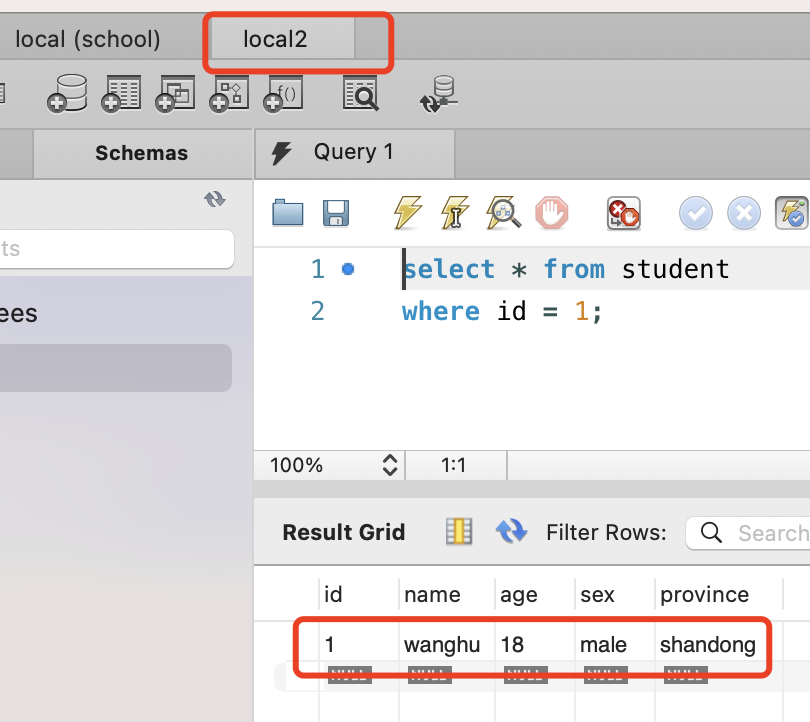 local (school)
local2
f()
Schemas
Query 1
ts
1 select * from student
2 where id = 1;
ees
100%
1:1
Result Grid
Filter Rows:
Search
id name age sex province
1 wanghu 18 male shandong
NULL NULL NULL NULL NULL